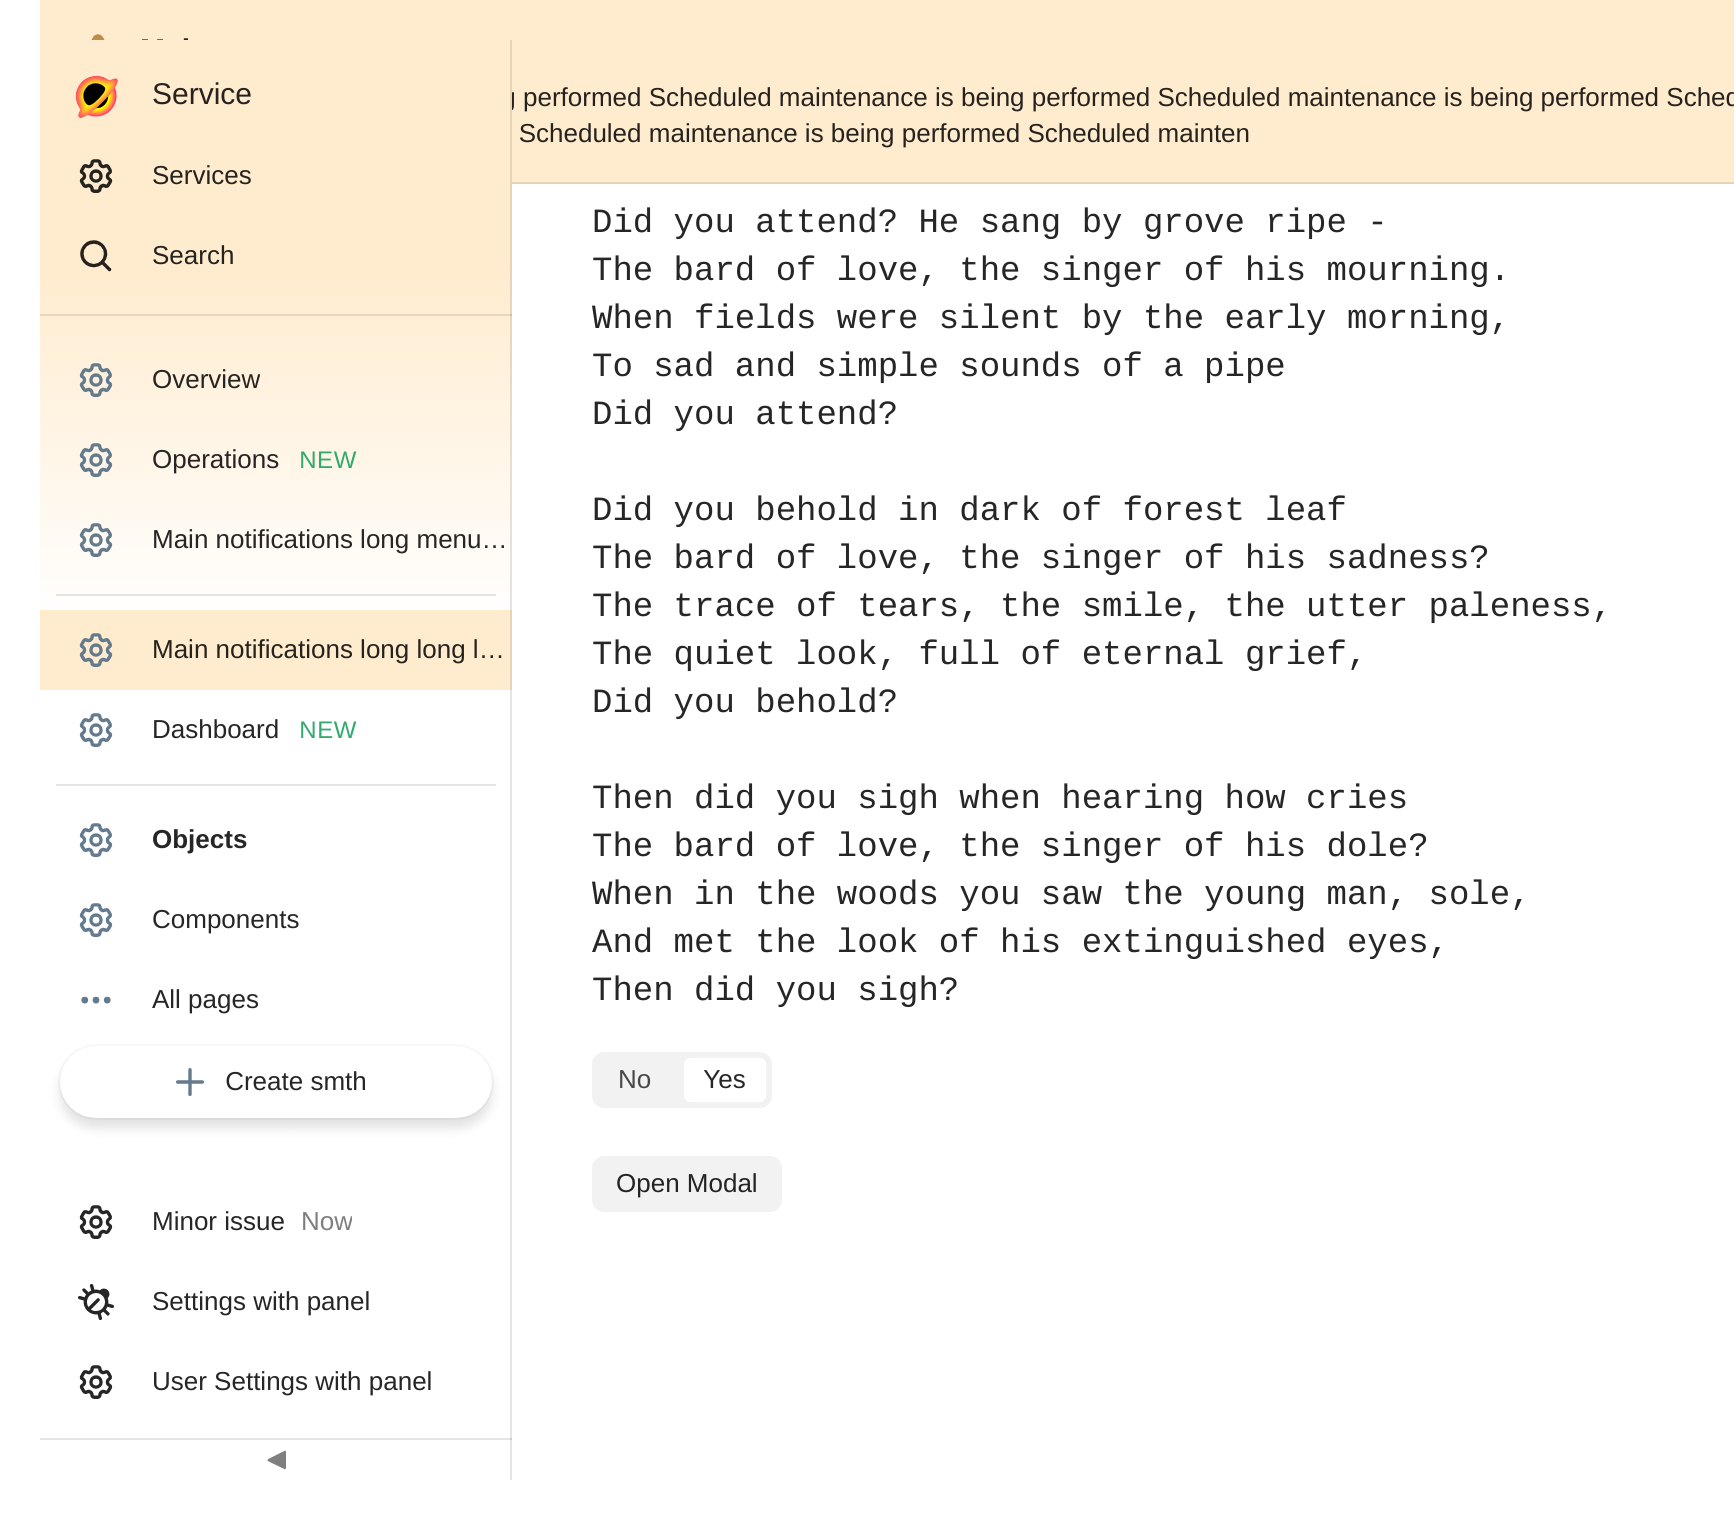 Service
Services
Search
Overview
Operations NEW
Main notifications long menu…
Main notifications long long l…
Dashboard NEW
Objects
Components
All pages
Create smth
Minor issue Now
Settings with panel
User Settings with panel
performed Scheduled maintenance is being performed Scheduled maintenance is being performed Sched
Scheduled maintenance is being performed Scheduled mainten
Did you attend? He sang by grove ripe -
The bard of love, the singer of his mourning.
When fields were silent by the early morning,
To sad and simple sounds of a pipe
Did you attend?
Did you behold in dark of forest leaf
The bard of love, the singer of his sadness?
The trace of tears, the smile, the utter paleness,
The quiet look, full of eternal grief,
Did you behold?
Then did you sigh when hearing how cries
The bard of love, the singer of his dole?
When in the woods you saw the young man, sole,
And met the look of his extinguished eyes,
Then did you sigh?
No Yes
Open Modal